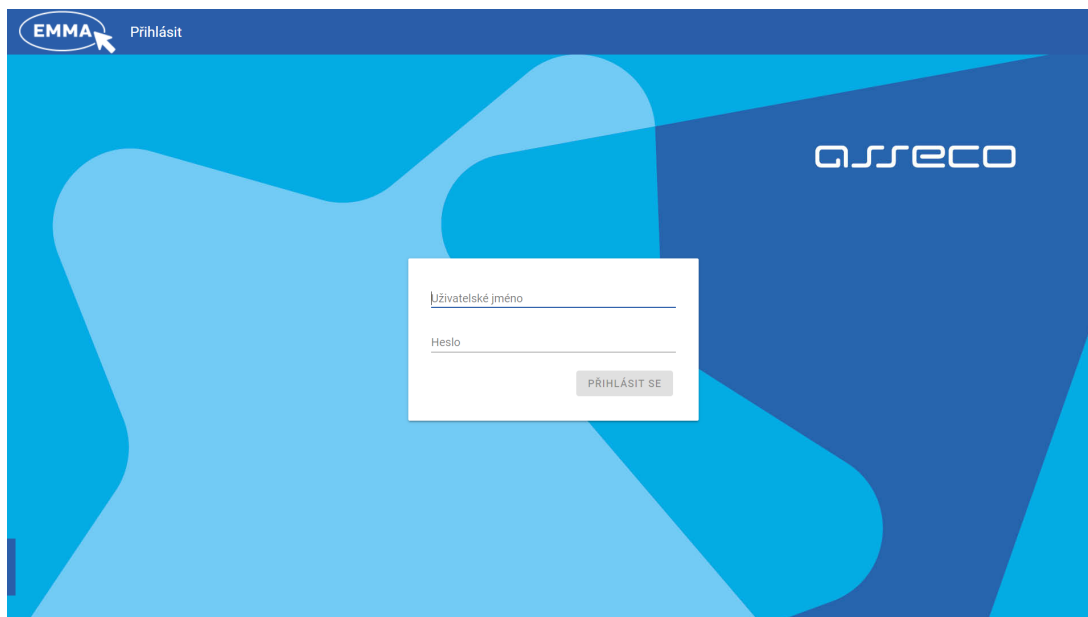 EMMA Přihlásit
asseco
Uživatelské jméno
Heslo
PŘIHLÁSIT SE